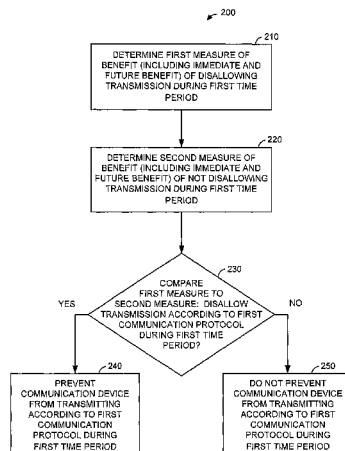 200
210
DETERMINE FIRST MEASURE OF
BENEFIT (INCLUDING IMMEDIATE AND
FUTURE BENEFIT) OF DISALLOWING
TRANSMISSION DURING FIRST TIME
PERIOD
220
DETERMINE SECOND MEASURE OF
BENEFIT (INCLUDING IMMEDIATE AND
FUTURE BENEFIT) OF NOT DISALLOWING
TRANSMISSION DURING FIRST TIME
PERIOD
230
COMPARE
FIRST MEASURE TO
SECOND MEASURE: DISALLOW
TRANSMISSION ACCORDING TO FIRST
COMMUNICATION PROTOCOL
DURING FIRST TIME
PERIOD?
YES
NO
240
PREVENT
COMMUNICATION DEVICE
FROM TRANSMITTING
ACCORDING TO FIRST
COMMUNICATION
PROTOCOL DURING
FIRST TIME PERIOD
250
DO NOT PREVENT
COMMUNICATION DEVICE
FROM TRANSMITTING
ACCORDING TO FIRST
COMMUNICATION
PROTOCOL DURING
FIRST TIME PERIOD